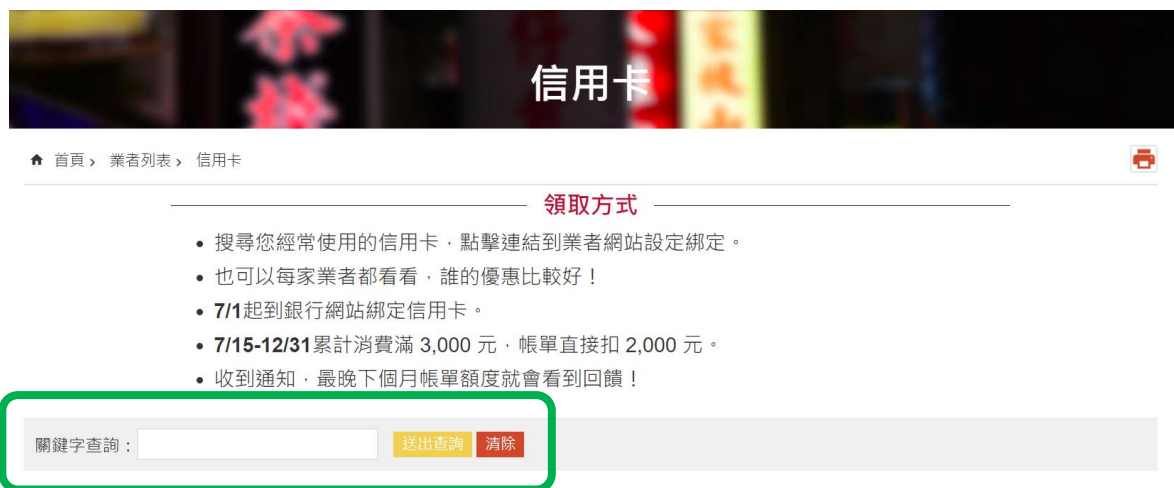 信用卡
首頁 › 業者列表 › 信用卡
領取方式
• 搜尋您經常使用的信用卡，點擊連結到業者網站設定綁定。
• 也可以每家業者都看看，誰的優惠比較好！
• 7/1起到銀行網站綁定信用卡。
• 7/15-12/31累計消費滿 3,000 元，帳單直接扣 2,000 元。
• 收到通知，最晚下個月帳單額度就會看到回饋！
關鍵字查詢： 送出查詢 清除